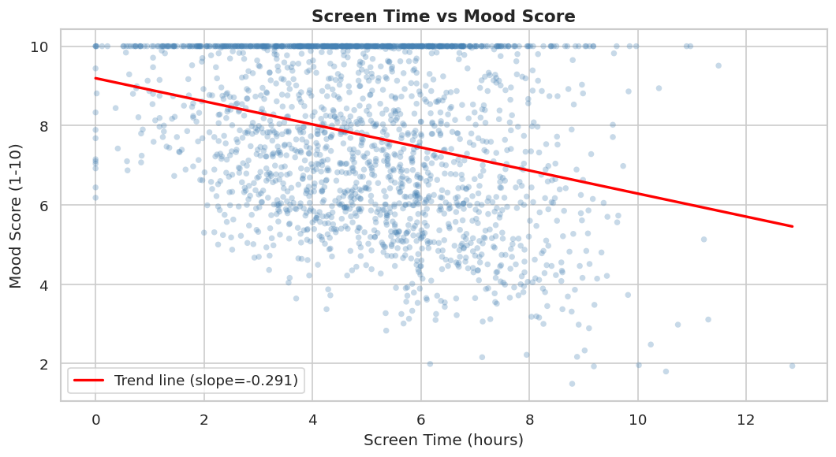 Screen Time vs Mood Score
10
8
6
4
2
Mood Score (1-10)
Trend line (slope=-0.291)
0 2 4 6 8 10 12
Screen Time (hours)